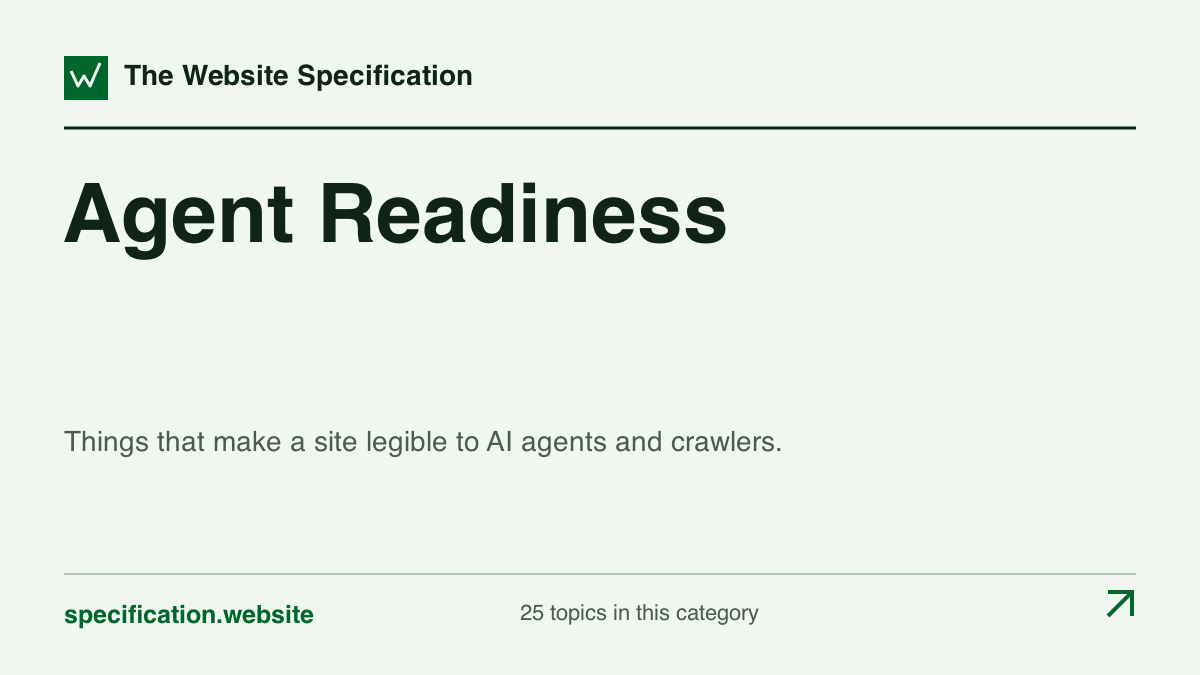 The Website Specification
Agent Readiness
Things that make a site legible to AI agents and crawlers.
specification.website
25 topics in this category